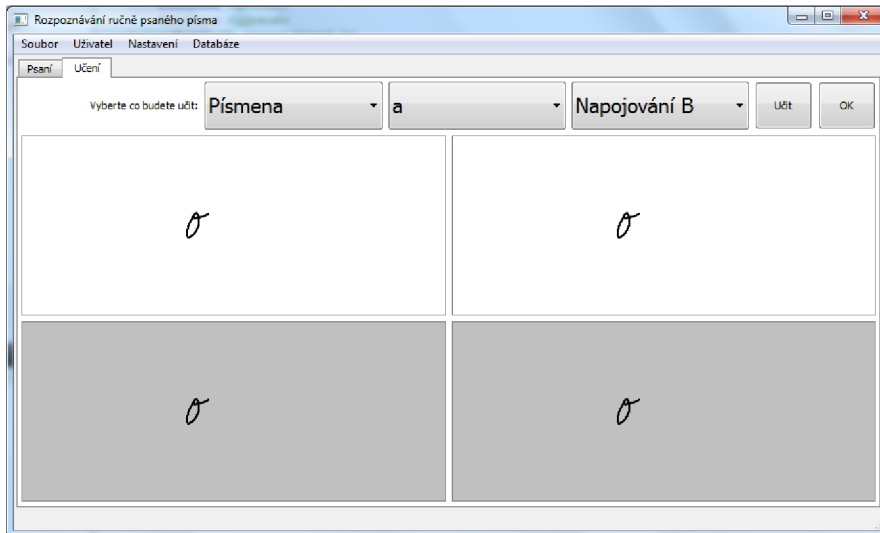 Rozpoznávání ručně psaného písma
Soubor Uživatel Nastavení Databáze
Psaní Učení
Vyberte co budete učit: Písmena a Napojování B Učit OK
o o
o o